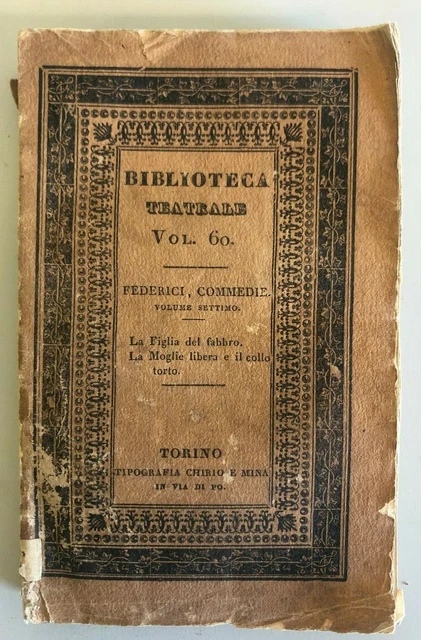 BIBLIOTECA
TEATRALE
VOL. 60.
FEDERICI, COMMEDIE.
VOLUME SETTIMO.
La Figlia del fabbro.
La Moglie libera e il collo
torto.
TORINO
TIPOGRAFIA CHIRIO E MINA
IN VIA DI PO.